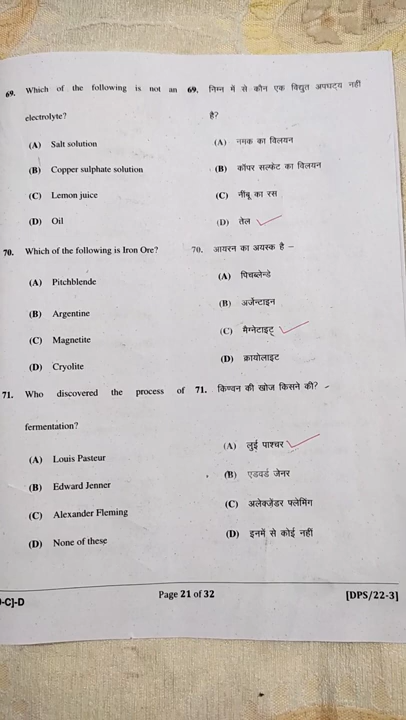 69. Which of the following is not an
electrolyte?
(A) Salt solution
(B) Copper sulphate solution
(C) Lemon juice
(D) Oil
70. Which of the following is Iron Ore?
(A) Pitchblende
(B) Argentine
(C) Magnetite
(D) Cryolite
71. Who discovered the process of
fermentation?
(A) Louis Pasteur
(B) Edward Jenner
(C) Alexander Fleming
(D) None of these
69. निम्न में से कौन एक विद्युत अपघट्य नहीं
है?
(A) नमक का विलयन
(B) कॉपर सल्फेट का विलयन
(C) नींबू का रस
(D) तेल
70. आयरन का अयस्क है –
(A) पिचब्लेन्डे
(B) अर्जेन्टाइन
(C) मैग्नेटाइट
(D) क्रायोलाइट
71. किण्वन की खोज किसने की?
(A) लुई पाश्चर
(B) एडवर्ड जेनर
(C) अलेक्जेंडर फ्लेमिंग
(D) इनमें से कोई नहीं
-C]-D
Page 21 of 32
[DPS/22-3]